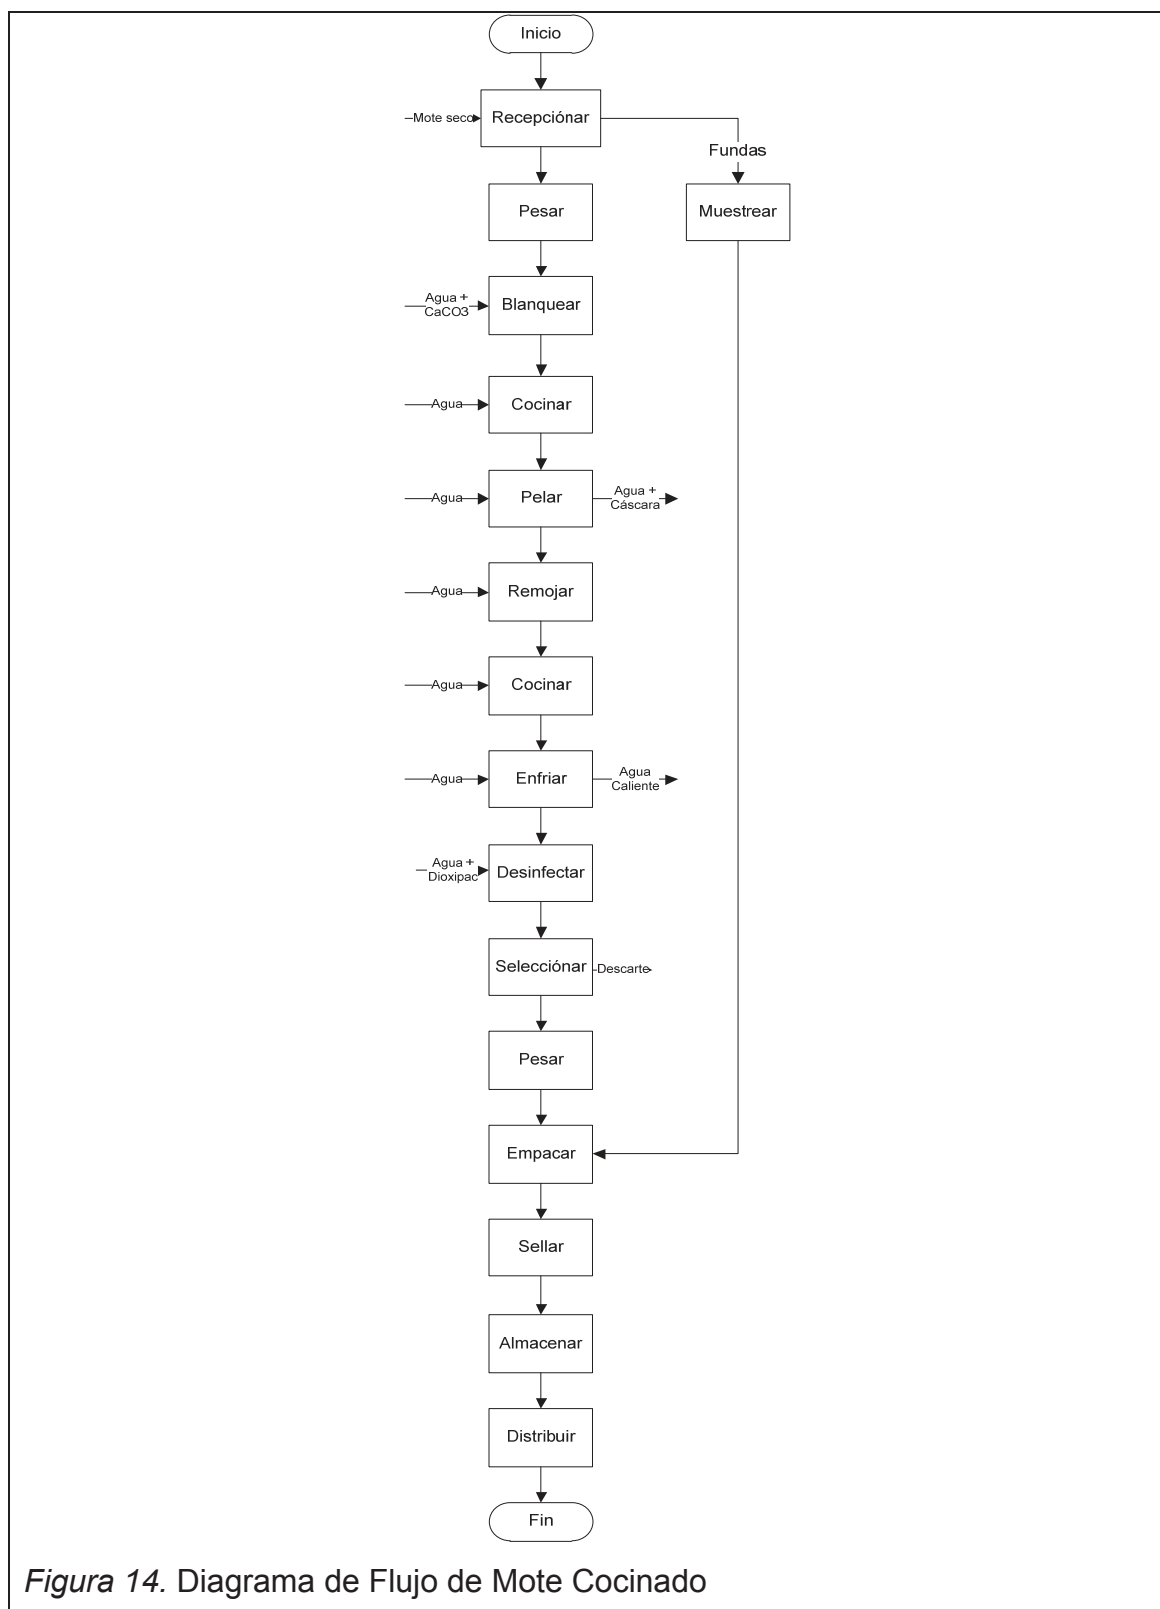 Inicio
Mote seco
Recepciónar
Fundas
Pesar
Muestrear
Agua +
CaCO3
Blanquear
Agua
Cocinar
Agua
Pelar
Agua +
Cáscara
Agua
Remojar
Agua
Cocinar
Agua
Enfriar
Agua
Caliente
Agua +
Dioxipac
Desinfectar
Selecciónar
Descarte
Pesar
Empacar
Sellar
Almacenar
Distribuir
Fin
Figura 14. Diagrama de Flujo de Mote Cocinado